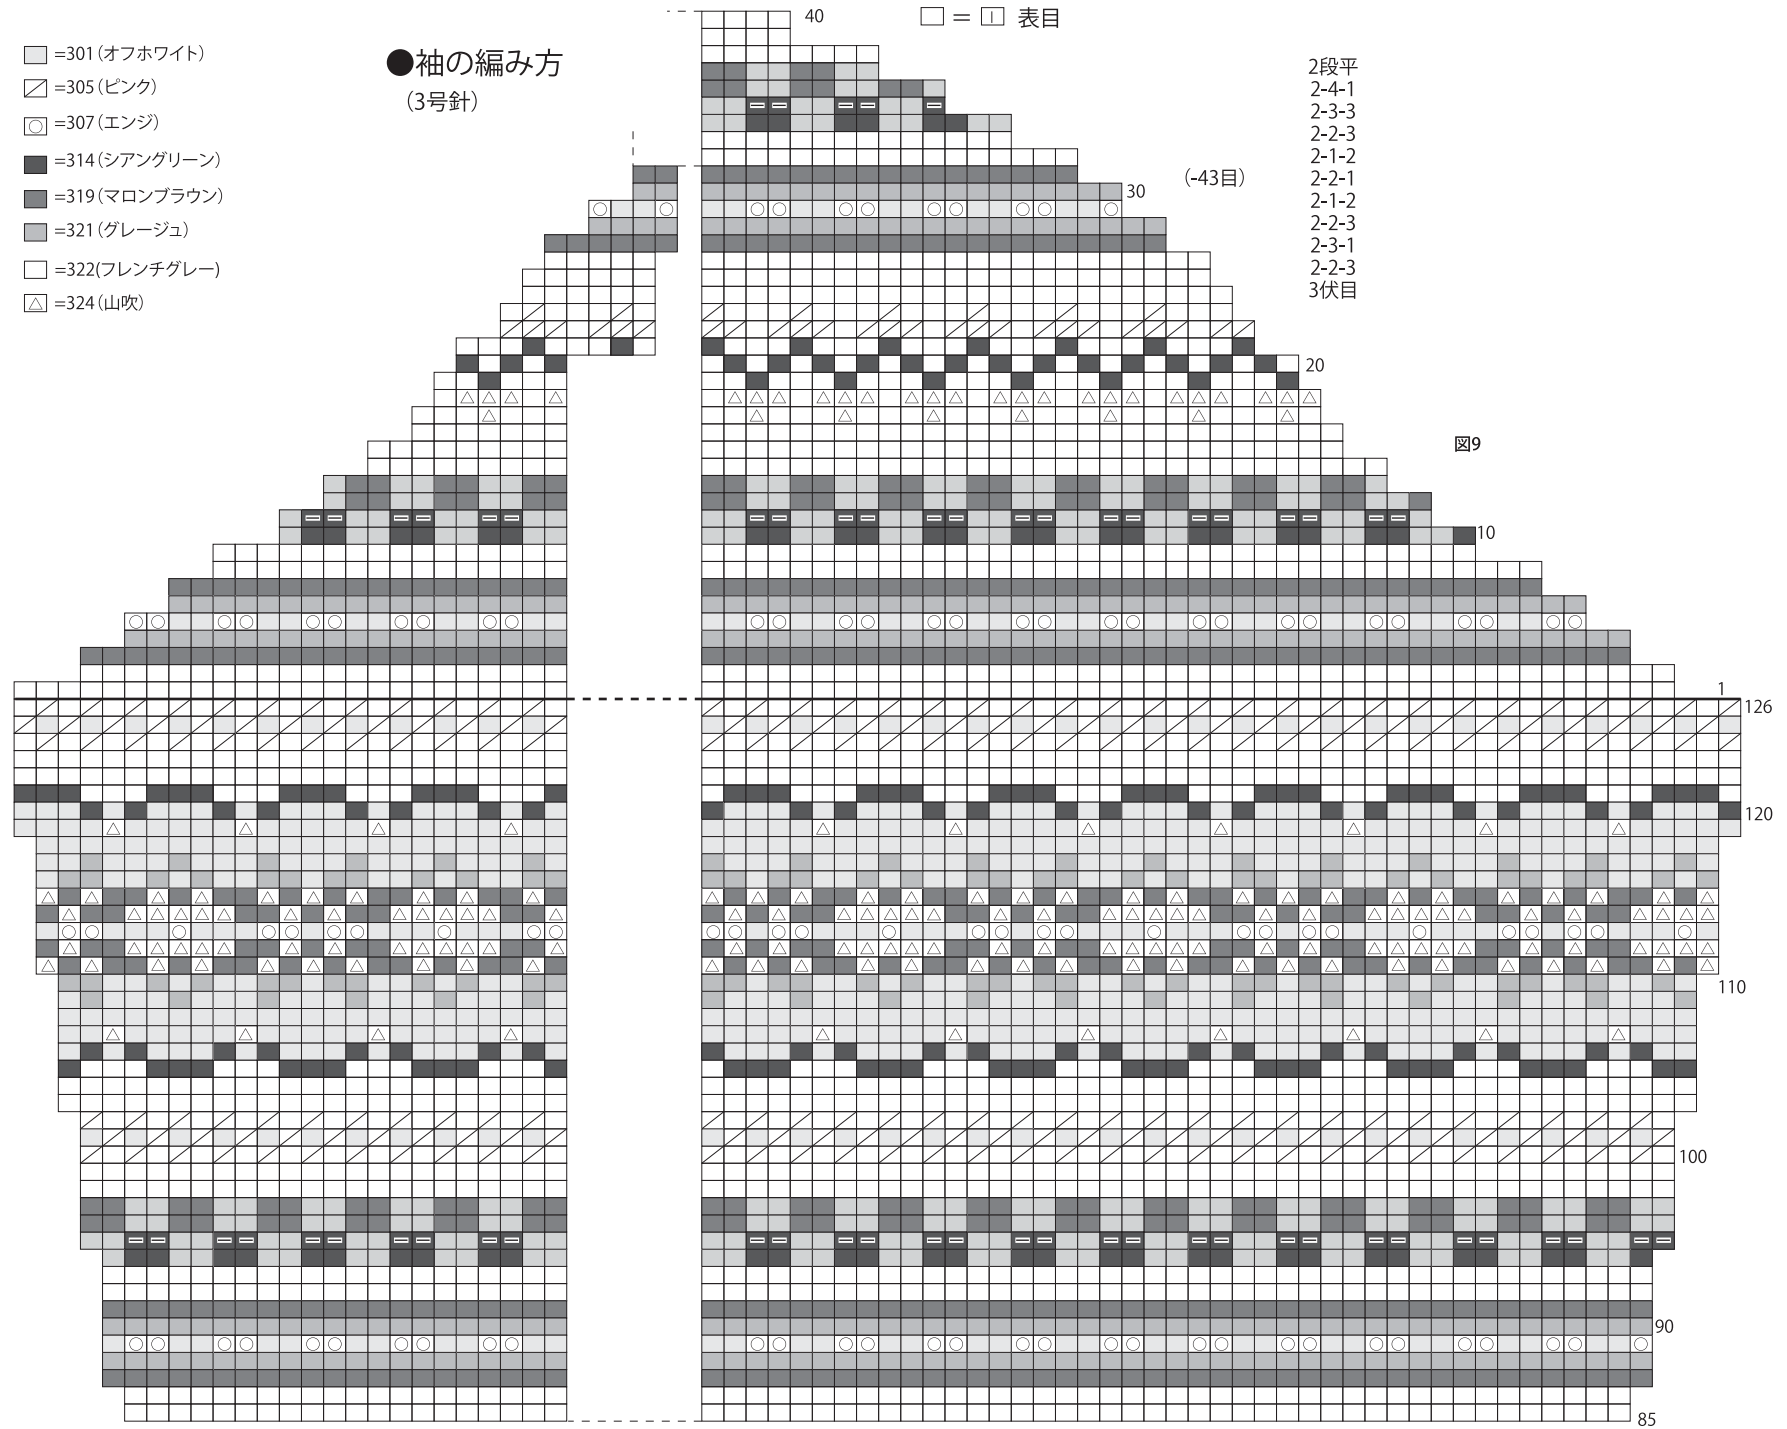 40
= 表目
=301(オフホワイト)
=305(ピンク)
=307(エンジ)
=314(シアングリーン)
=319(マロンブラウン)
=321(グレージュ)
=322(フレンチグレー)
=324(山吹)
●袖の編み方
(3号針)
2段平
2-4-1
2-3-3
2-2-3
2-1-2
2-2-1
2-1-2
2-2-3
2-3-1
2-2-3
3伏目
(-43目)
30
20
図9
10
1
126
120
110
100
90
85